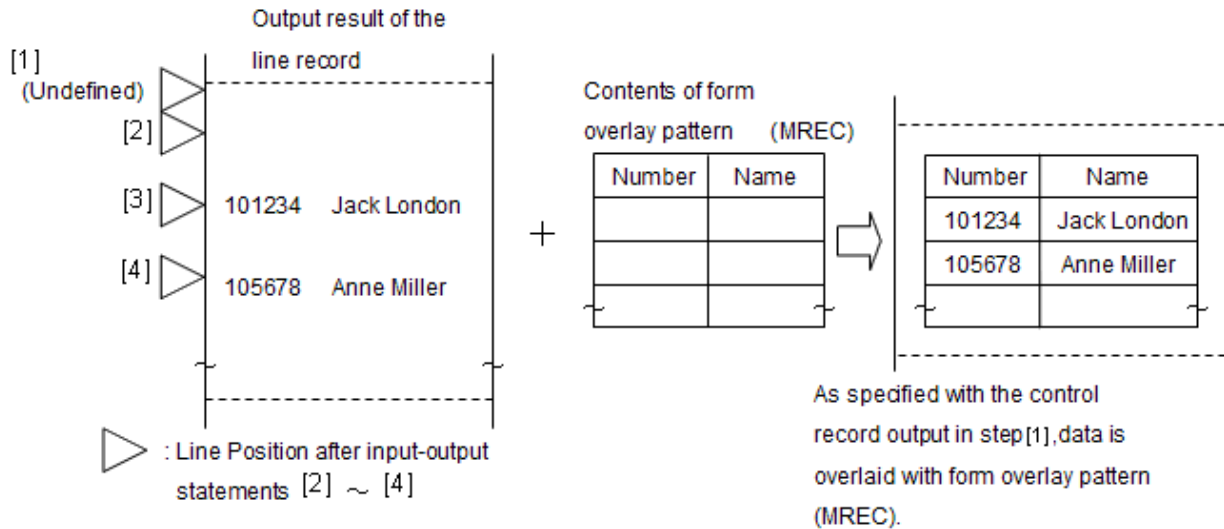 Output result of the
line record
[1]
(Undefined)
[2]
[3]
101234 Jack London
[4]
105678 Anne Miller
: Line Position after input-output
statements [2] ~ [4]
+
Contents of form
overlay pattern (MREC)
Number Name
Number Name
101234 Jack London
105678 Anne Miller
As specified with the control
record output in step[1],data is
overlaid with form overlay pattern
(MREC).